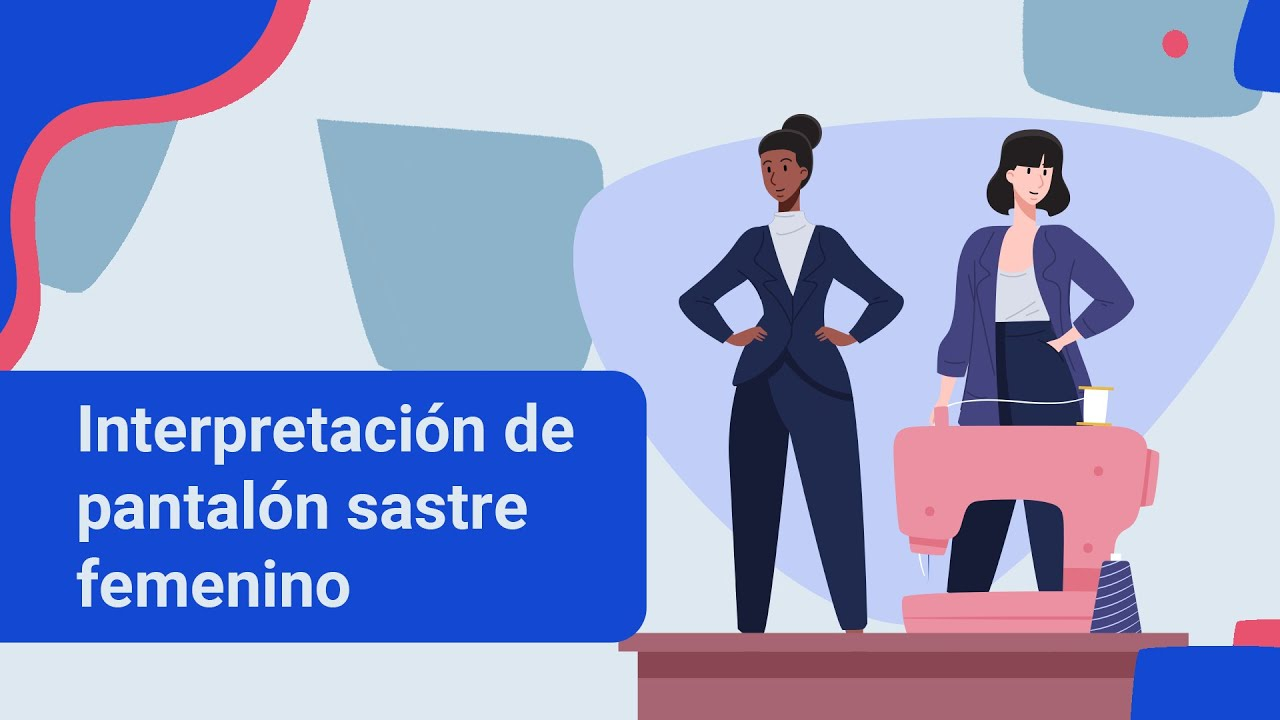 Interpretación de
pantalón sastre
femenino